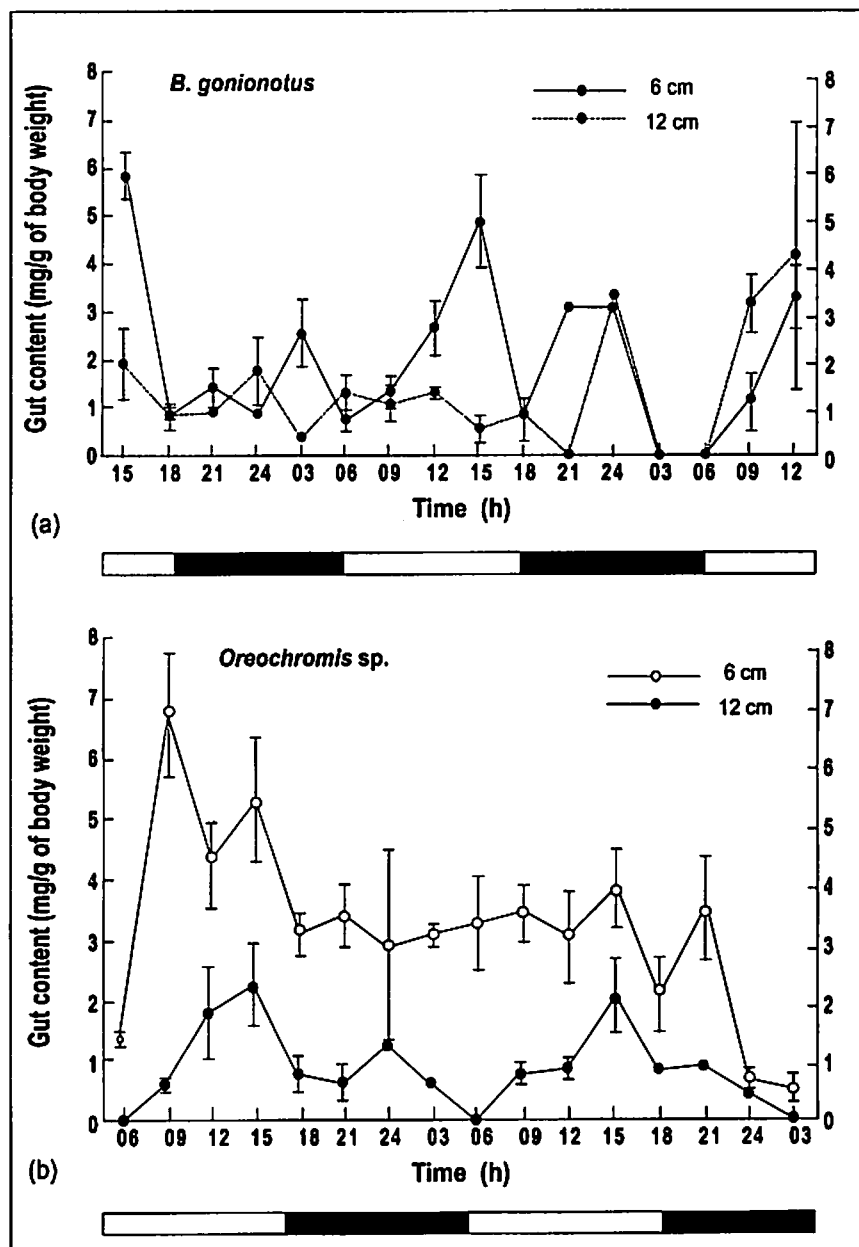 B. gonionotus
6 cm
12 cm
Gut content (mg/g of body weight)
8 7 6 5 4 3 2 1 0
8 7 6 5 4 3 2 1 0
15 18 21 24 03 06 09 12 15 18 21 24 03 06 09 12
Time (h)
(a)
Oreochromis sp.
6 cm
12 cm
Gut content (mg/g of body weight)
8 7 6 5 4 3 2 1 0
8 7 6 5 4 3 2 1 0
06 09 12 15 18 21 24 03 06 09 12 15 18 21 24 03
Time (h)
(b)